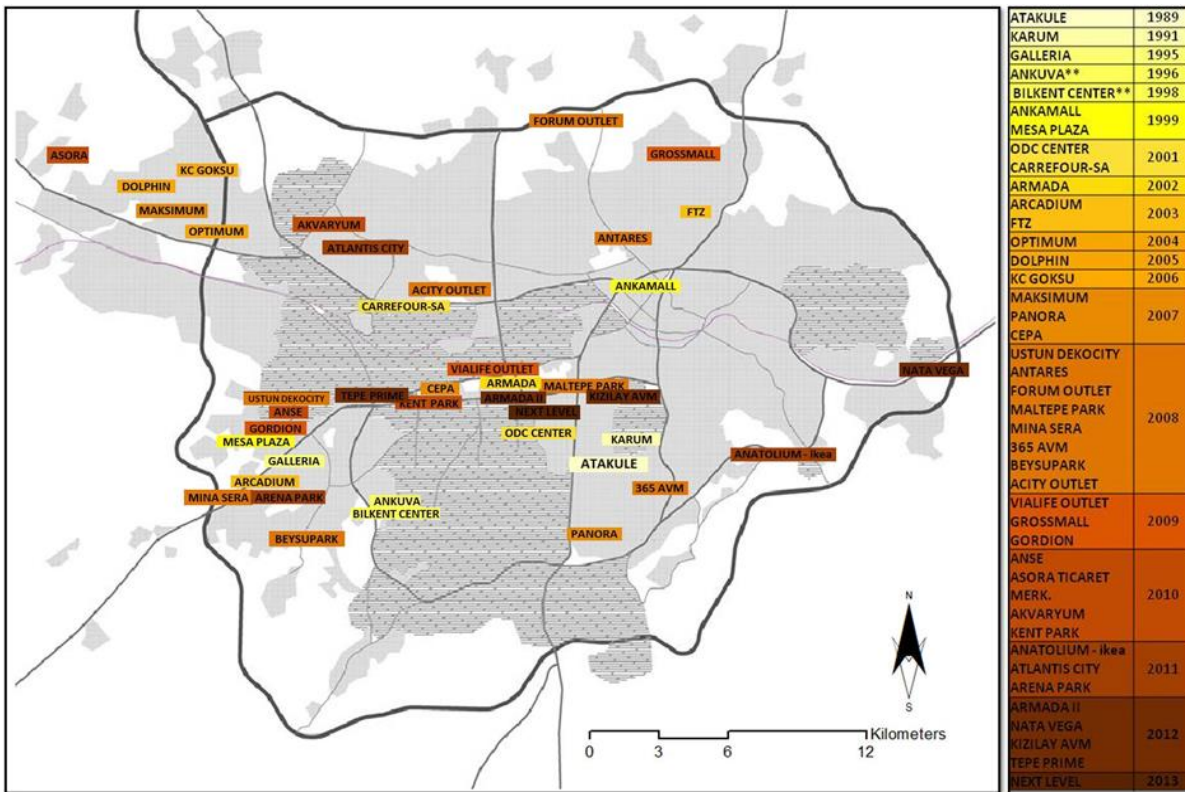 FORUM OUTLET
ASORA
GROSSMALL
KC GOKSU
DOLPHIN
MAKSIMUM
FTZ
AKVARYUM
OPTIMUM
ANTARES
ATLANTIS CITY
ACITY OUTLET
ANKAMALL
CARREFOUR-SA
VIALIFE OUTLET
NATA VEGA
ARMADA
MALTEPE PARK
CEPA
USTUN DEKOCITY
TEPE PRIME
KENT PARK
ARMADA II
KIZILAY AVM
ANSE
NEXT LEVEL
GORDION
ODC CENTER
MESA PLAZA
KARUM
GALLERIA
ATAKULE
ANATOLIUM - ikea
ARCADIUM
365 AVM
MINA SERA
ARENA PARK
ANKUVA
BILKENT CENTER
PANORA
BEYSUPARK
N
S
Kilometers
0 3 6 12
ATAKULE 1989
KARUM 1991
GALLERIA 1995
ANKUVA** 1996
BILKENT CENTER** 1998
ANKAMALL
MESA PLAZA
1999
ODC CENTER
CARREFOUR-SA
2001
ARMADA 2002
ARCADIUM
FTZ
2003
OPTIMUM 2004
DOLPHIN 2005
KC GOKSU 2006
MAKSIMUM
PANORA
CEPA
2007
USTUN DEKOCITY
ANTARES
FORUM OUTLET
MALTEPE PARK
MINA SERA
365 AVM
BEYSUPARK
ACITY OUTLET
2008
VIALIFE OUTLET
GROSSMALL
GORDION
2009
ANSE
ASORA TICARET
MERK.
AKVARYUM
KENT PARK
2010
ANATOLIUM - ikea
ATLANTIS CITY
ARENA PARK
2011
ARMADA II
NATA VEGA
KIZILAY AVM
TEPE PRIME
2012
NEXT LEVEL 2013